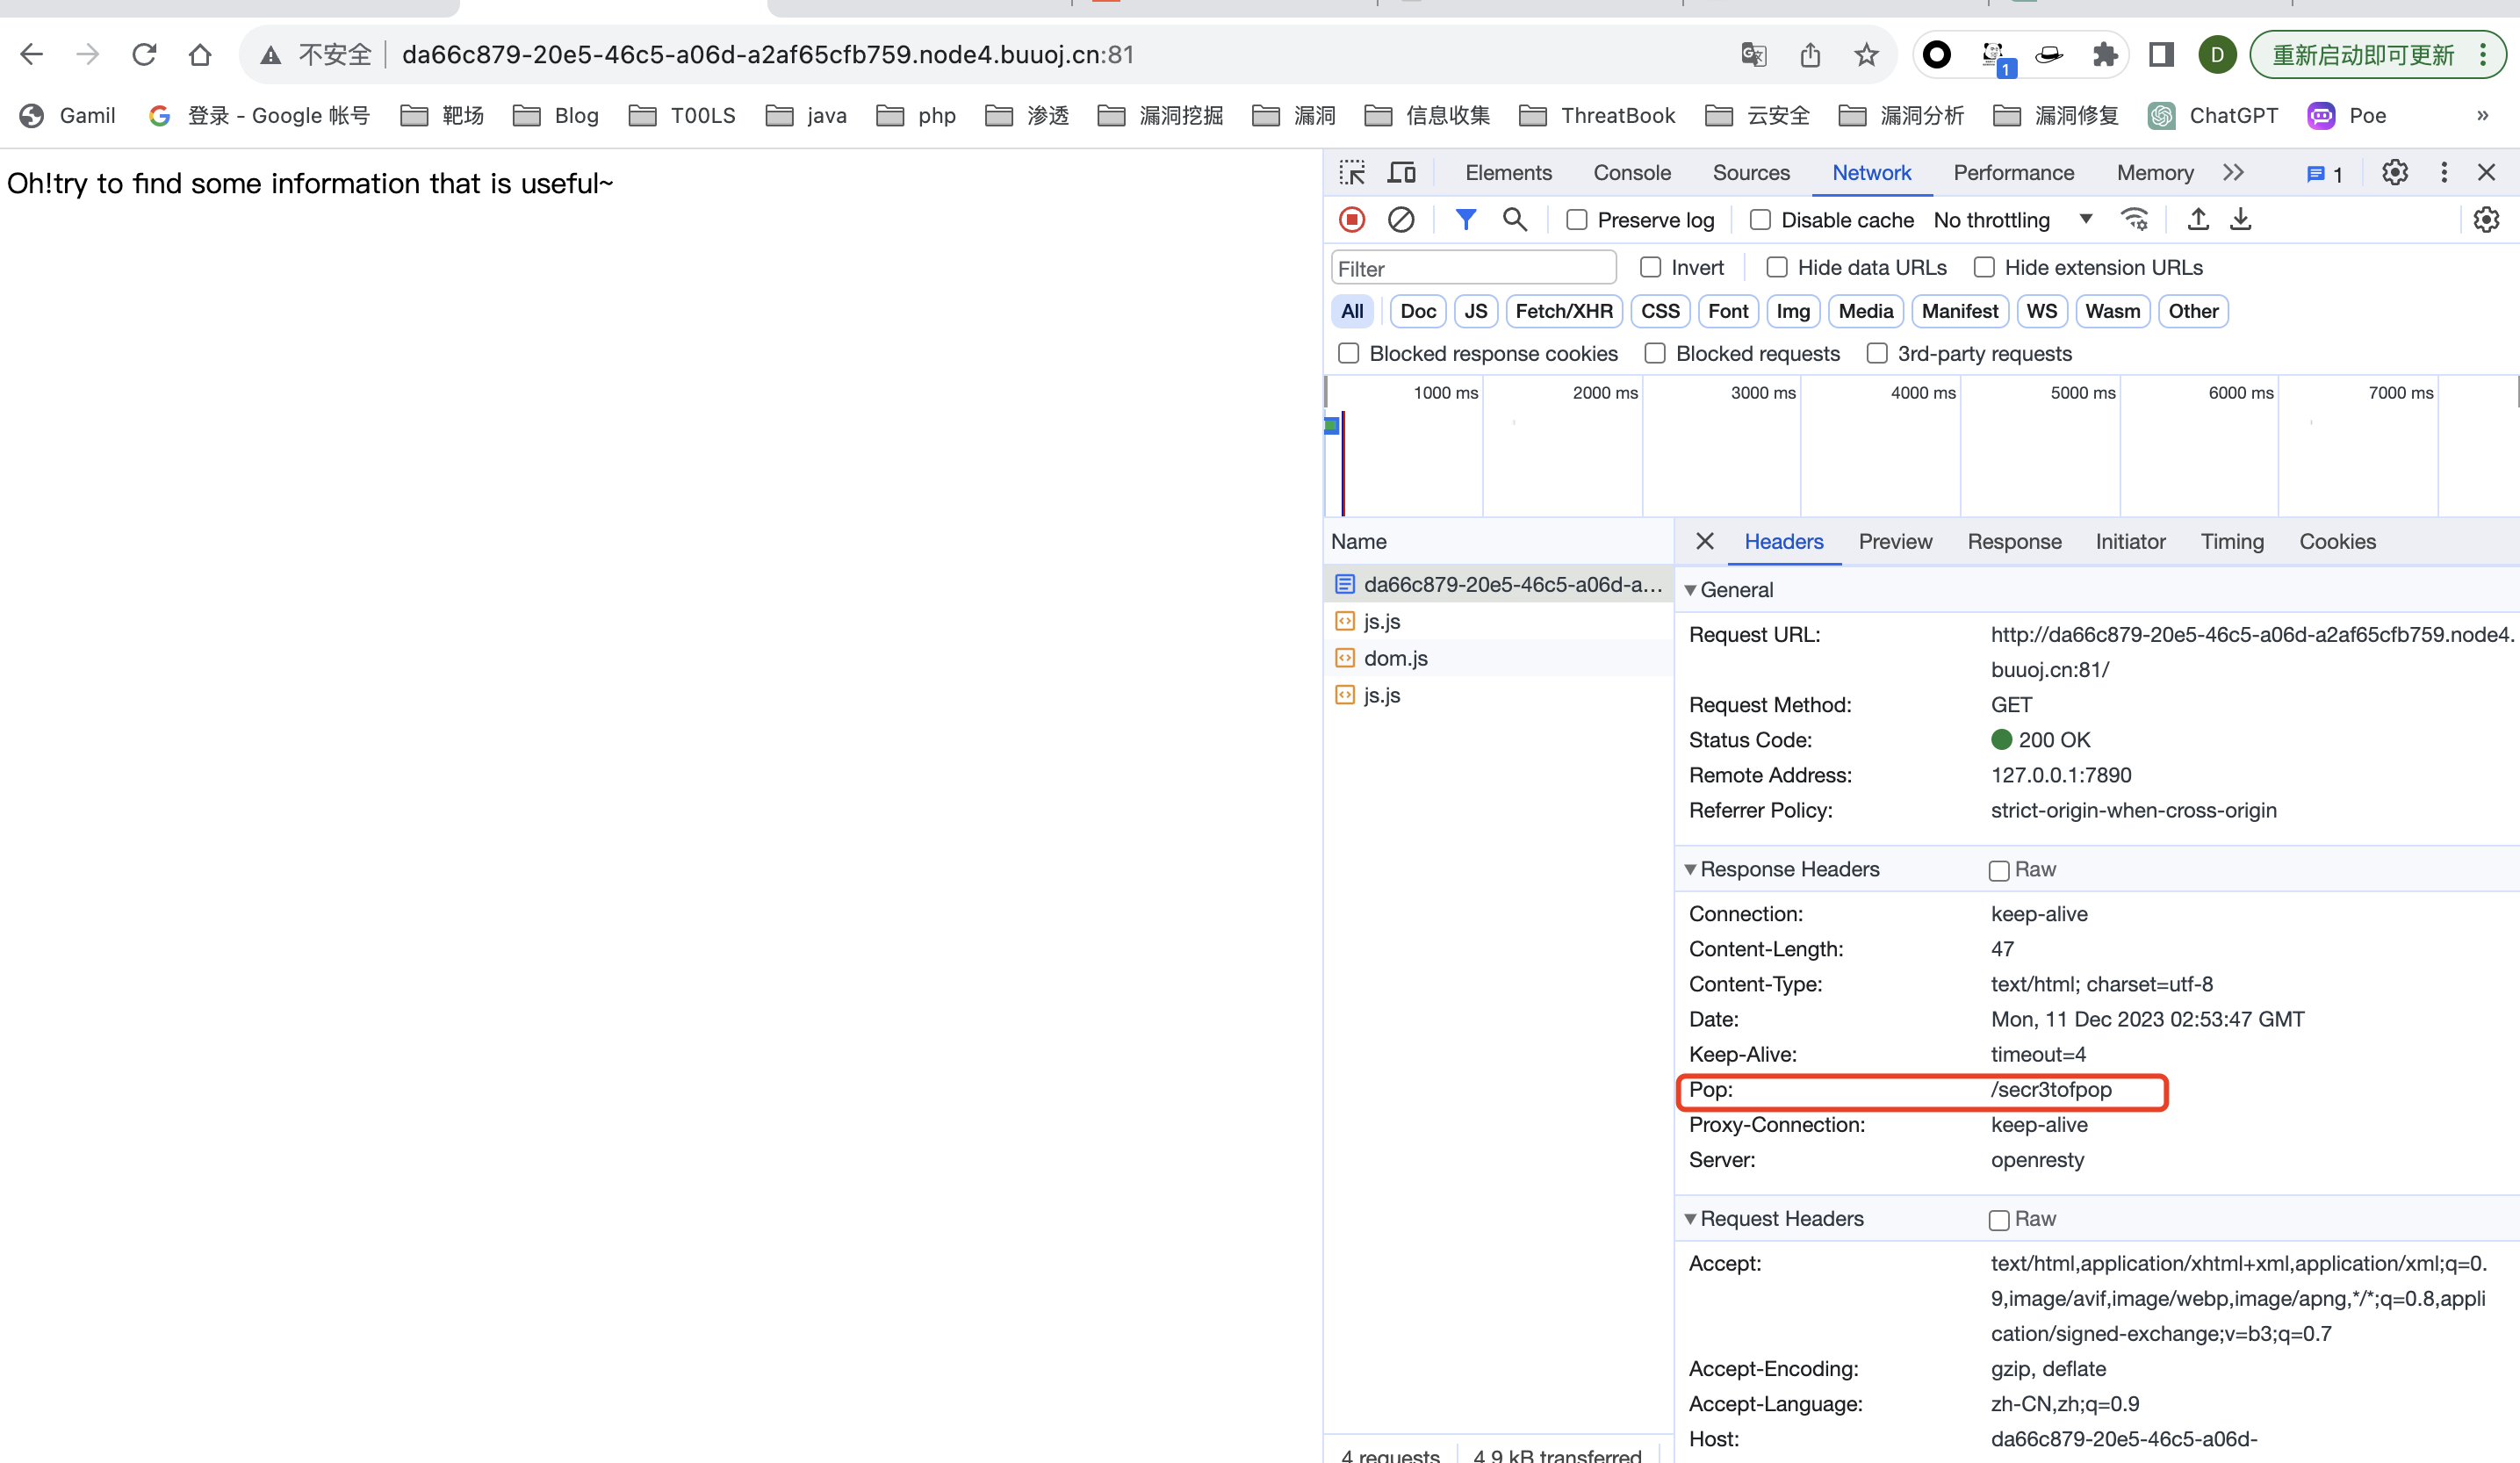 不安全 da66c879-20e5-46c5-a06d-a2af65cfb759.node4.buuoj.cn:81 1 D 重新启动即可更新
Gamil 登录 - Google 帐号 靶场 Blog T00LS java php 渗透 漏洞挖掘 漏洞 信息收集 ThreatBook 云安全 漏洞分析 漏洞修复 ChatGPT Poe »
Oh!try to find some information that is useful~
Elements Console Sources Network Performance Memory 1
Preserve log Disable cache No throttling
Filter Invert Hide data URLs Hide extension URLs
All Doc JS Fetch/XHR CSS Font Img Media Manifest WS Wasm Other
Blocked response cookies Blocked requests 3rd-party requests
1000 ms 2000 ms 3000 ms 4000 ms 5000 ms 6000 ms 7000 ms
Name
da66c879-20e5-46c5-a06d-a...
js.js
dom.js
js.js
4 requests 4.9 kB transferred
Headers Preview Response Initiator Timing Cookies
General
Request URL: http://da66c879-20e5-46c5-a06d-a2af65cfb759.node4.
buuoj.cn:81/
Request Method: GET
Status Code: 200 OK
Remote Address: 127.0.0.1:7890
Referrer Policy: strict-origin-when-cross-origin
Response Headers Raw
Connection: keep-alive
Content-Length: 47
Content-Type: text/html; charset=utf-8
Date: Mon, 11 Dec 2023 02:53:47 GMT
Keep-Alive: timeout=4
Pop: /secr3tofpop
Proxy-Connection: keep-alive
Server: openresty
Request Headers Raw
Accept: text/html,application/xhtml+xml,application/xml;q=0.
9,image/avif,image/webp,image/apng,*/*;q=0.8,appli
cation/signed-exchange;v=b3;q=0.7
Accept-Encoding: gzip, deflate
Accept-Language: zh-CN,zh;q=0.9
Host: da66c879-20e5-46c5-a06d-